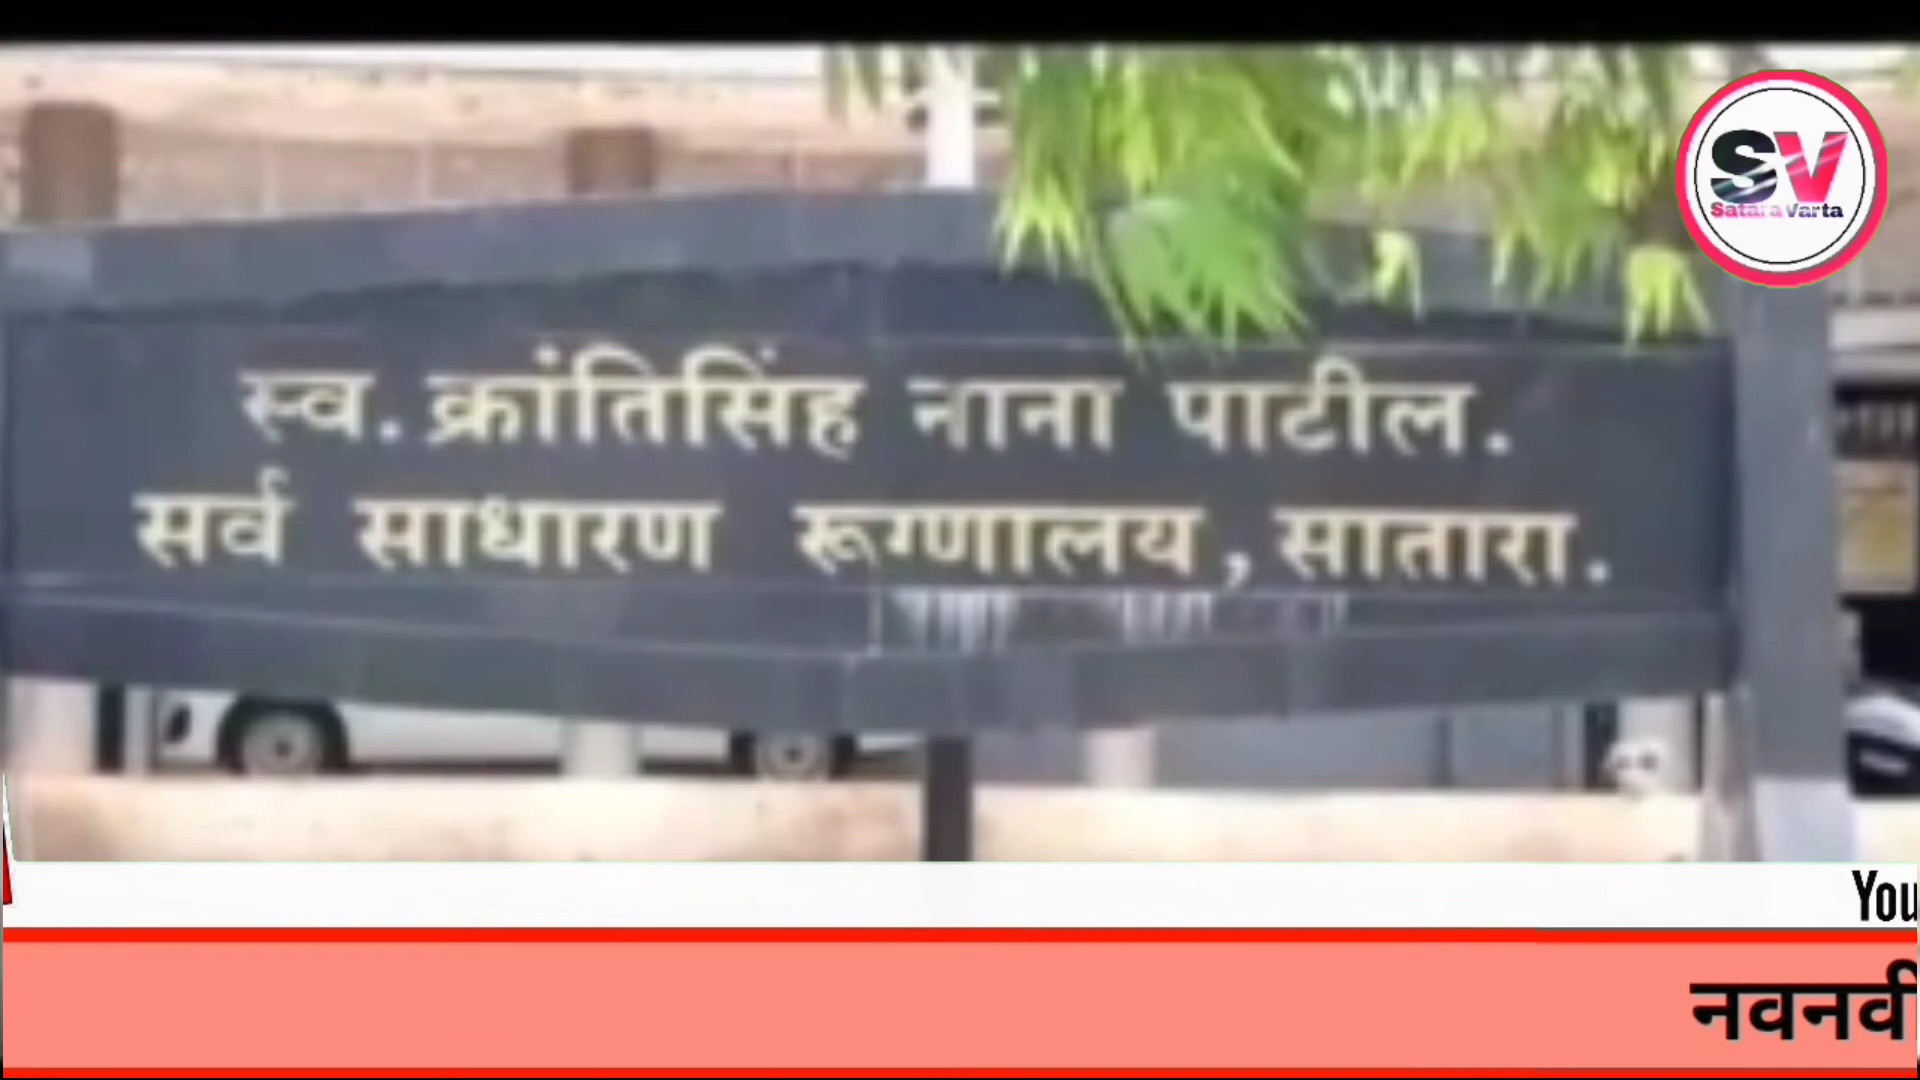 SV
Satara Varta
स्व. क्रांतिसिंह नाना पाटील.
सर्व साधारण रूग्णालय, सातारा.
You
नवनवी